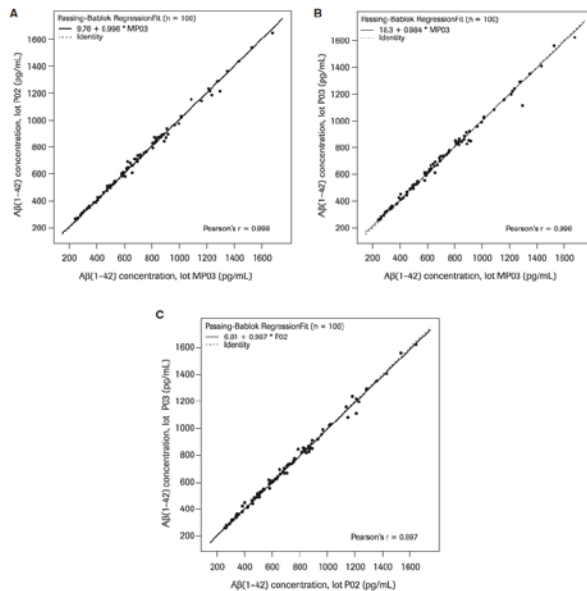 A
Passing-Bablok RegressionFit (n = 100)
9.76 + 0.996 * MP03
Identity
1600
1400
1200
1000
800
600
400
200
Aβ(1–42) concentration, lot P02 (pg/mL)
Pearson's r = 0.998
200 400 600 800 1000 1200 1400 1600
Aβ(1–42) concentration, lot MP03 (pg/mL)
B
Passing-Bablok RegressionFit (n = 100)
16.3 + 0.984 * MP03
Identity
1600
1400
1200
1000
800
600
400
200
Aβ(1–42) concentration, lot P03 (pg/mL)
Pearson's r = 0.996
200 400 600 800 1000 1200 1400 1600
Aβ(1–42) concentration, lot MP03 (pg/mL)
C
Passing-Bablok RegressionFit (n = 100)
6.81 + 0.987 * P02
Identity
1600
1400
1200
1000
800
600
400
200
Aβ(1–42) concentration, lot P03 (pg/mL)
Pearson's r = 0.997
200 400 600 800 1000 1200 1400 1600
Aβ(1–42) concentration, lot P02 (pg/mL)